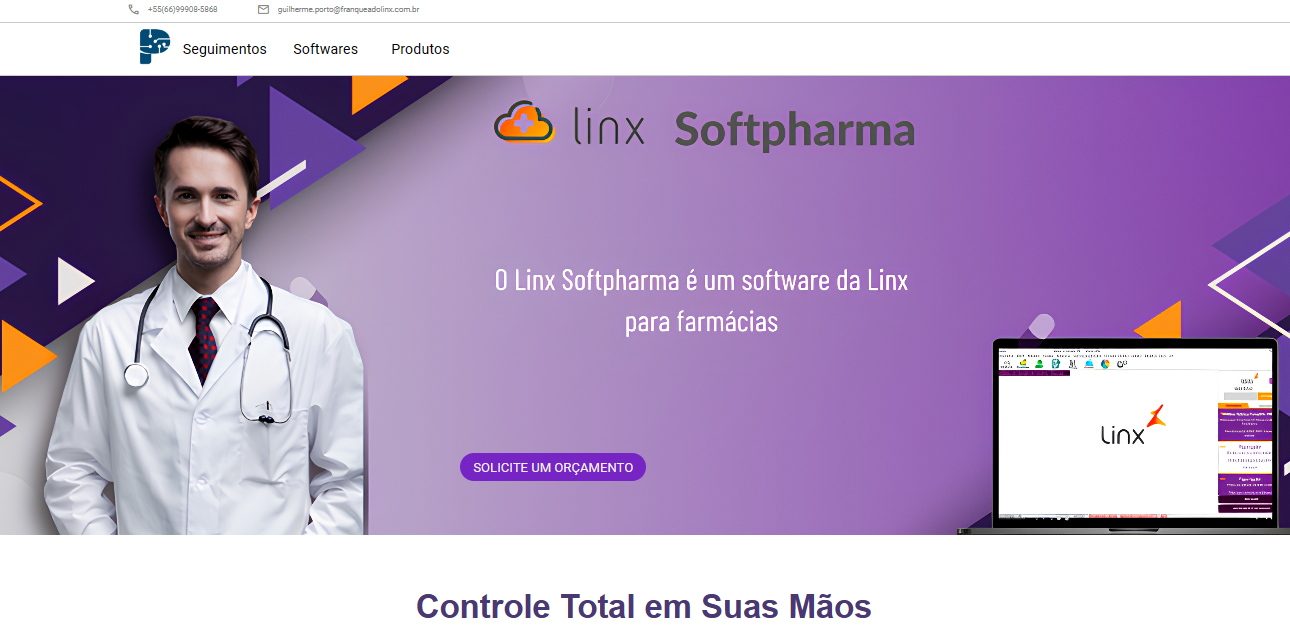 +55(66)99908-5868 guilherme.porto@franqueadolinx.com.br
Seguimentos Softwares Produtos
linx Softpharma
O Linx Softpharma é um software da Linx
para farmácias
SOLICITE UM ORÇAMENTO
Linx
Controle Total em Suas Mãos